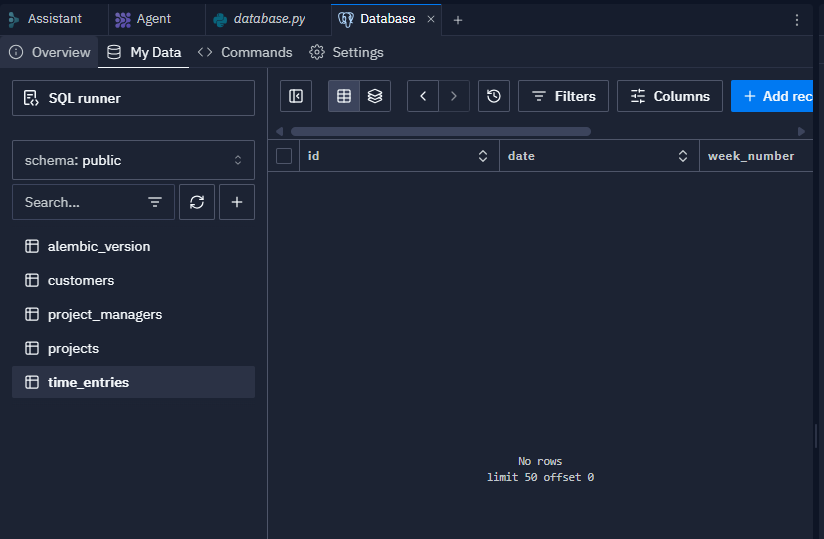 Assistant
Agent
database.py
Database
Overview
My Data
Commands
Settings
SQL runner
schema: public
Search...
alembic_version
customers
project_managers
projects
time_entries
Filters
Columns
Add rec
id
date
week_number
No rows
limit 50 offset 0